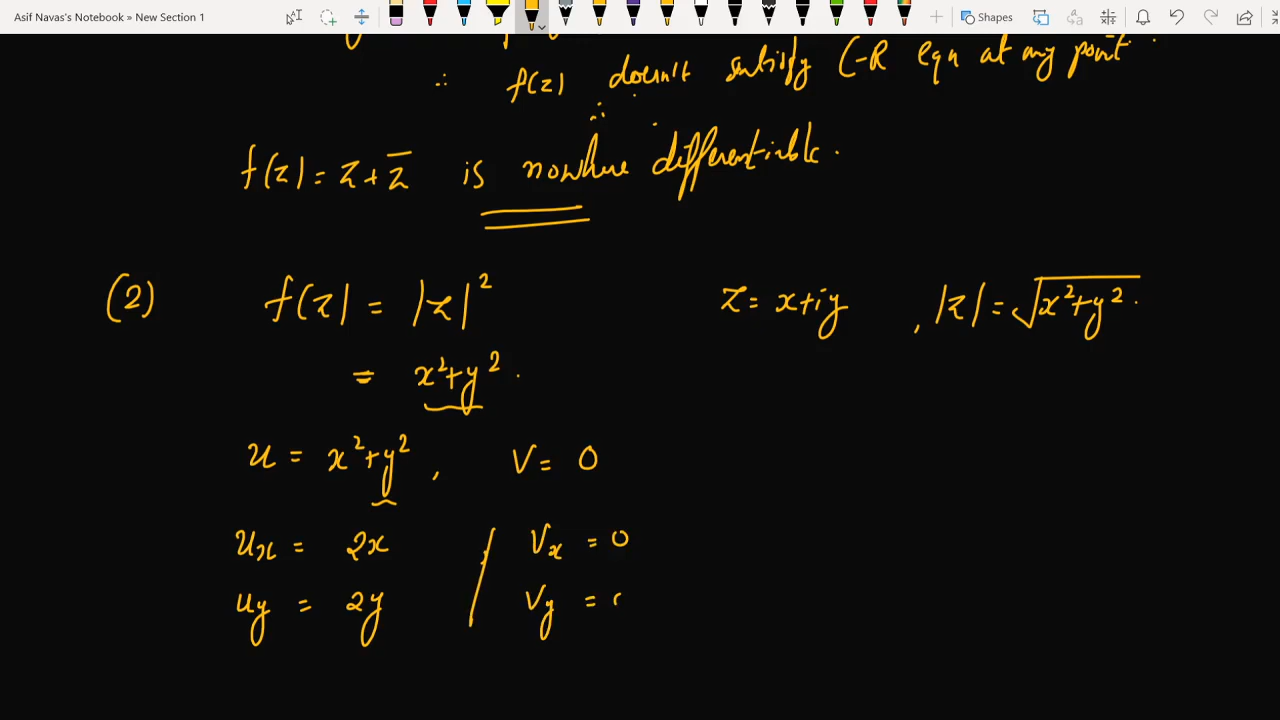 Asif Navas's Notebook » New Section 1
Shapes
∴ f(z) doesn't satisfy C-R eqn at any point.
∴
f(z) = z + z̅ is nowhere differentiable.
(2) f(z) = |z|² z = x+iy , |z| = √(x²+y²).
= x²+y².
u = x²+y² , V = 0
uₓ = 2x / Vₓ = 0
u_y = 2y V_y =